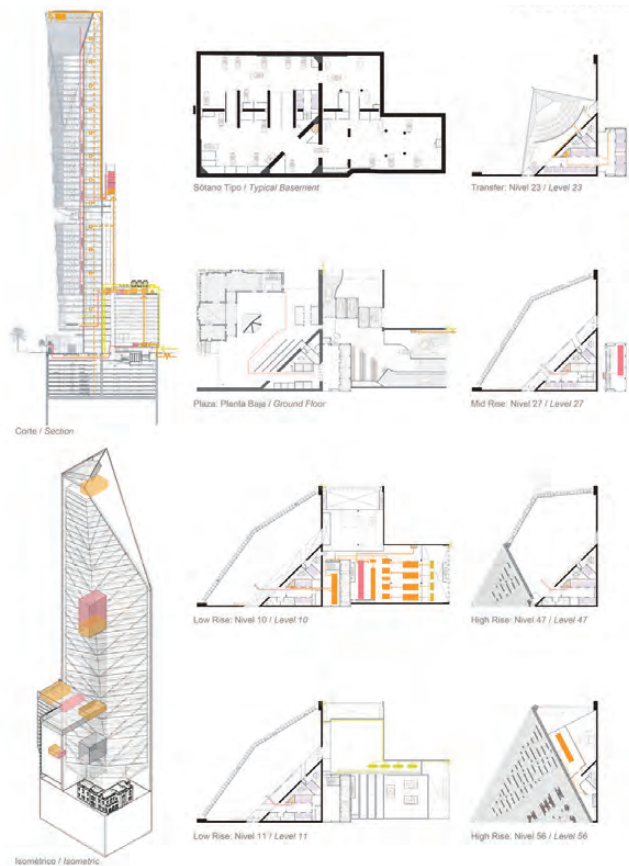 Sótano Tipo / Typical Basement
Transfer: Nivel 23 / Level 23
Plaza: Planta Baja / Ground Floor
Mid Rise: Nivel 27 / Level 27
Corte / Section
Low Rise: Nivel 10 / Level 10
High Rise: Nivel 47 / Level 47
Low Rise: Nivel 11 / Level 11
High Rise: Nivel 56 / Level 56
Isométrico / Isometric